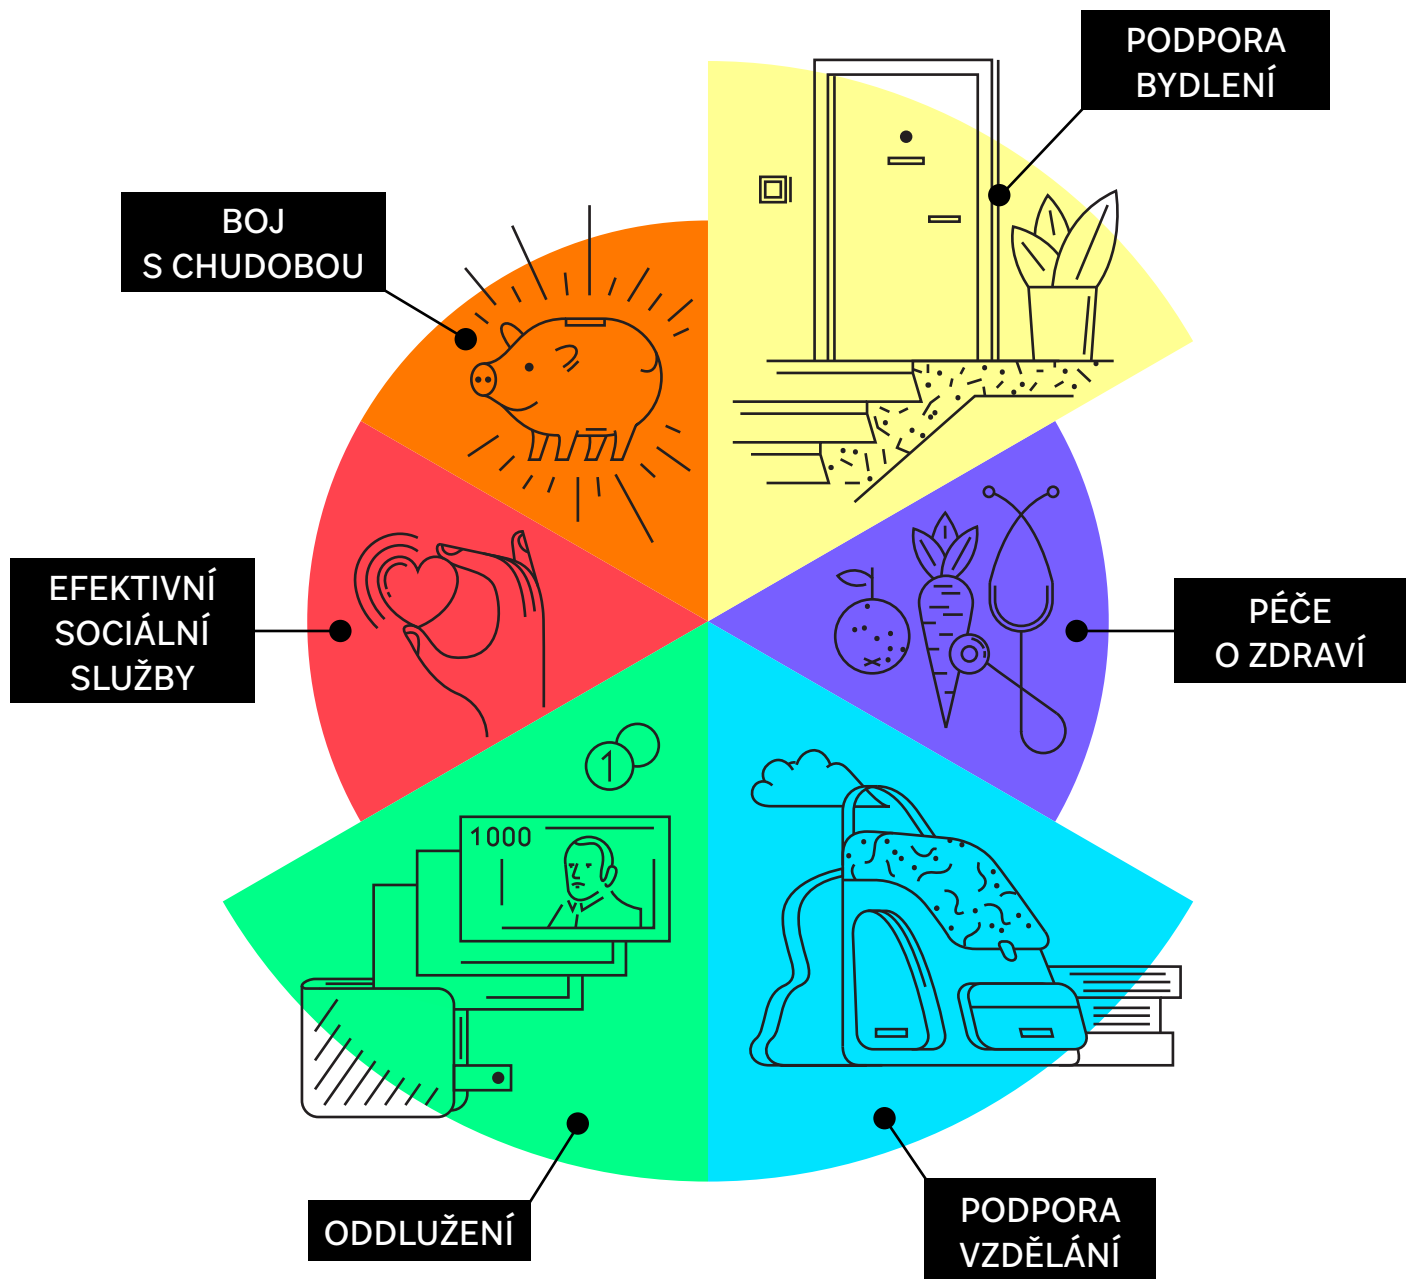 PODPORA
BYDLENÍ
BOJ
S CHUDOBOU
EFEKTIVNÍ
SOCIÁLNÍ
SLUŽBY
PÉČE
O ZDRAVÍ
1
1000
ODDLUŽENÍ
PODPORA
VZDĚLÁNÍ